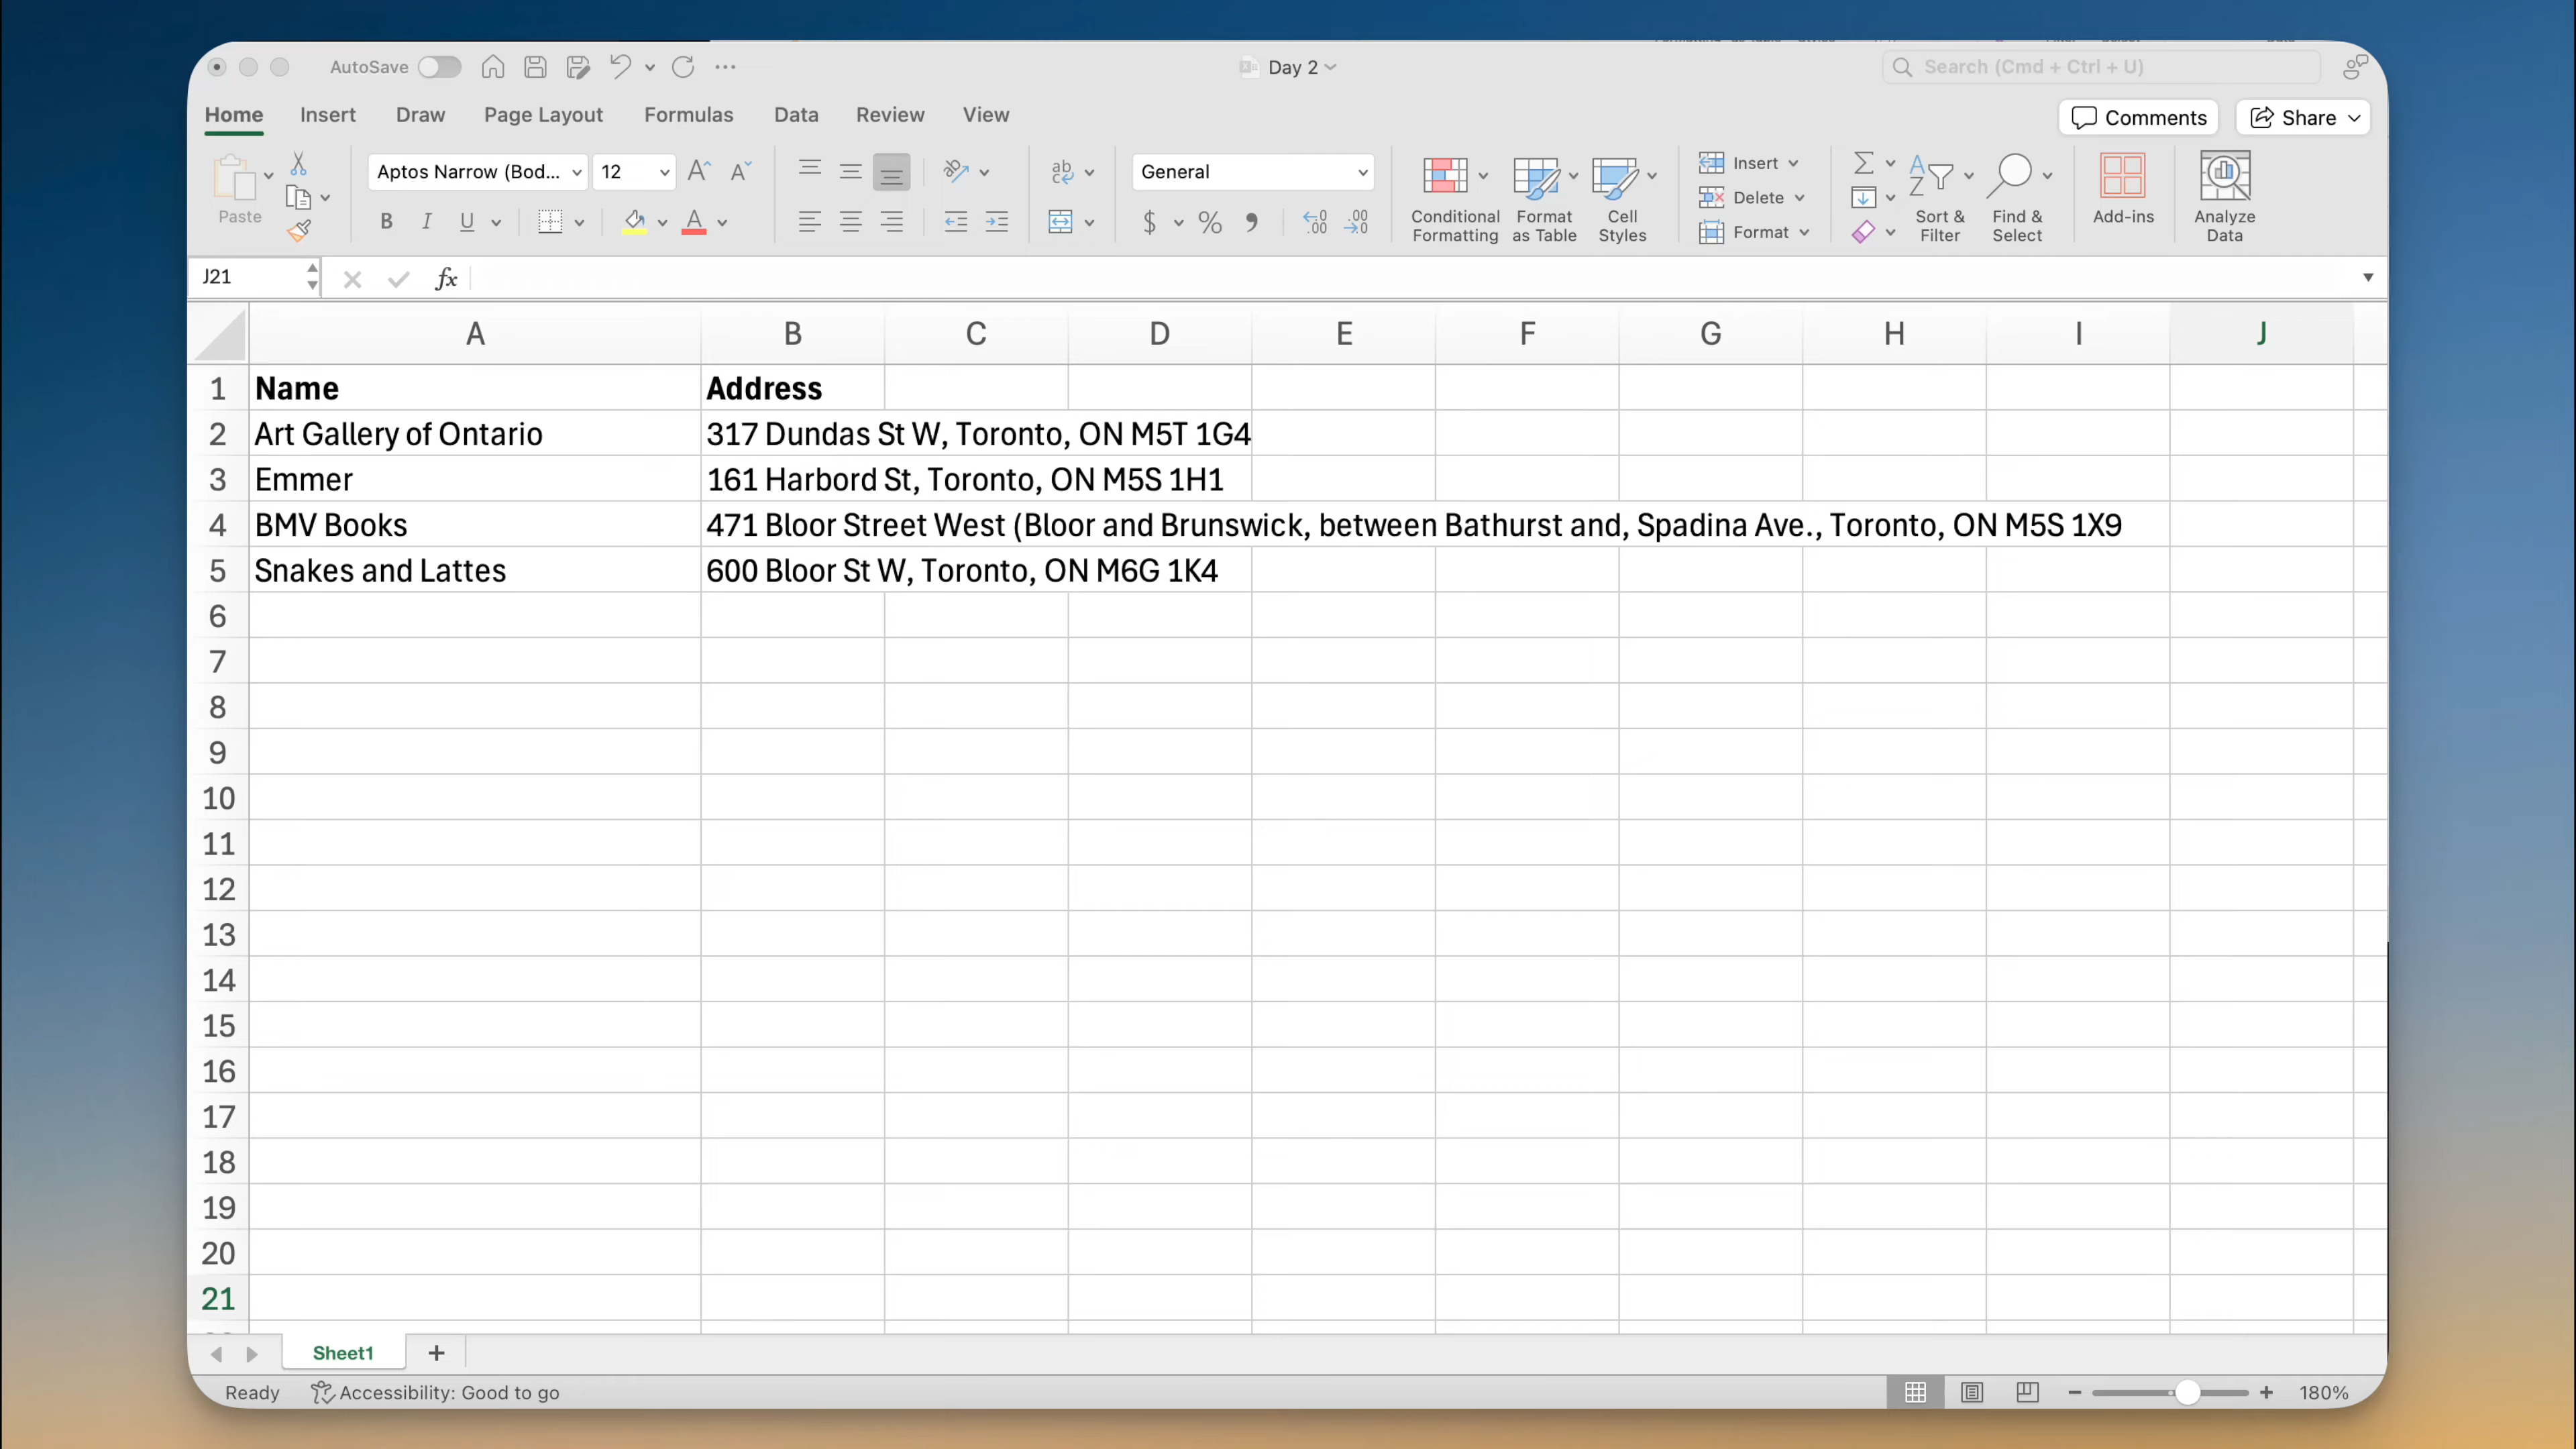 AutoSave
Day 2
Search (Cmd + Ctrl + U)
Home Insert Draw Page Layout Formulas Data Review View
Comments Share
Paste
Aptos Narrow (Bod... 12
B I U A
ab
General
$ % 9
Conditional Formatting
Format as Table
Cell Styles
Insert
Delete
Format
Sort & Filter
Find & Select
Add-ins
Analyze Data
J21
fx
A B C D E F G H I J
1 Name Address
2 Art Gallery of Ontario 317 Dundas St W, Toronto, ON M5T 1G4
3 Emmer 161 Harbord St, Toronto, ON M5S 1H1
4 BMV Books 471 Bloor Street West (Bloor and Brunswick, between Bathurst and, Spadina Ave., Toronto, ON M5S 1X9
5 Snakes and Lattes 600 Bloor St W, Toronto, ON M6G 1K4
6
7
8
9
10
11
12
13
14
15
16
17
18
19
20
21
Sheet1 +
Ready Accessibility: Good to go
180%